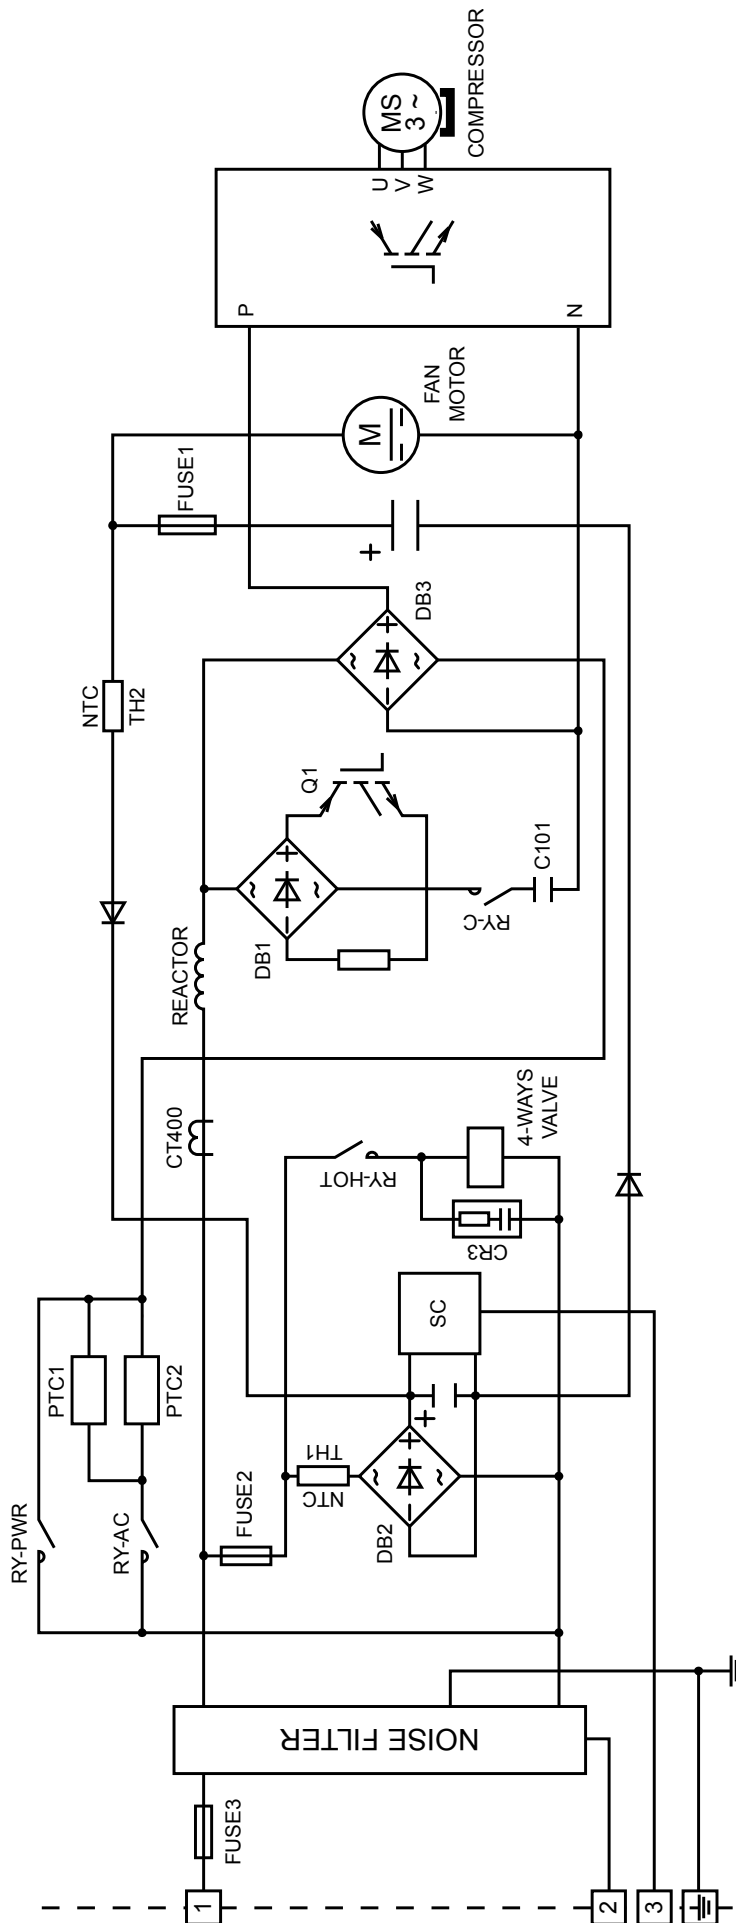 COMPRESSOR
MS
3 ~
U
V
W
P
N
FAN
MOTOR
M
FUSE1
+
DB3
+
~
~
−
NTC
TH2
Q1
C101
RY-C
DB1
+
~
~
−
REACTOR
CT400
RY-HOT
4-WAYS
VALVE
CR3
SC
PTC1
PTC2
+
TH1
NTC
DB2
+
~
~
−
FUSE2
RY-PWR
RY-AC
NOISE FILTER
FUSE3
1
2
3